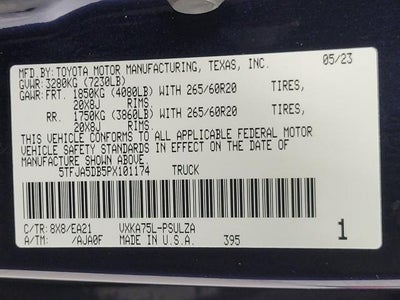 MFD.BY: TOYOTA MOTOR MANUFACTURING, TEXAS, INC. 05/23
GVWR: 3280KG (7230LB)
GAWR: FRT. 1850KG (4080LB) WITH 265/60R20 TIRES,
20X8J RIMS.
RR. 1750KG (3860LB) WITH 265/60R20 TIRES,
20X8J RIMS.
THIS VEHICLE CONFORMS TO ALL APPLICABLE FEDERAL MOTOR
VEHICLE SAFETY STANDARDS IN EFFECT ON THE DATE OF
MANUFACTURE SHOWN ABOVE.
5TFJA5DB5PX101174 TRUCK
C/TR: 8X8/EA21 VXKA75L-PSULZA
A/TM: /AJA0F MADE IN U.S.A. 395 1